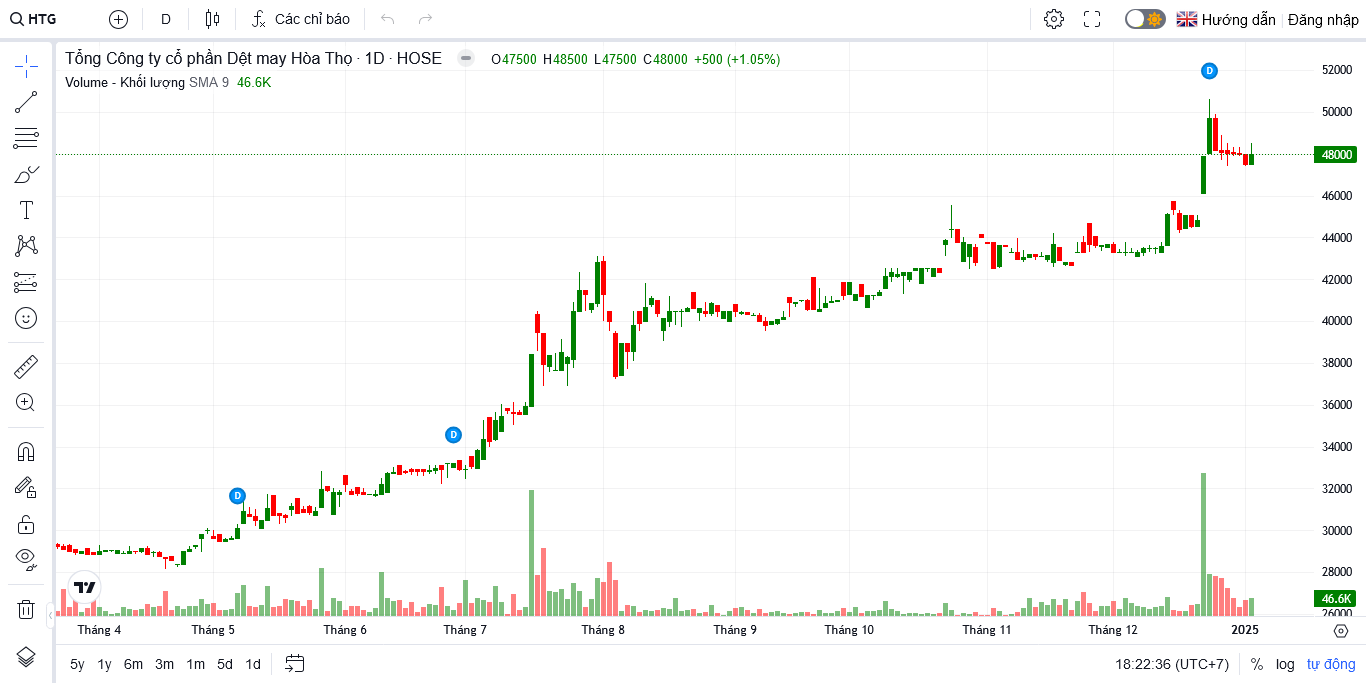 HTG D Các chỉ báo Hướng dẫn Đăng nhập
Tổng Công ty cổ phần Dệt may Hòa Thọ · 1D · HOSE O47500 H48500 L47500 C48000 +500 (+1.05%)
Volume - Khối lượng SMA 9 46.6K
D
52000
50000
48000
46000
44000
42000
40000
38000
36000
D
34000
32000
D
30000
28000
46.6K
26000
Tháng 4 Tháng 5 Tháng 6 Tháng 7 Tháng 8 Tháng 9 Tháng 10 Tháng 11 Tháng 12 2025
5y 1y 6m 3m 1m 5d 1d 18:22:36 (UTC+7) % log tự động